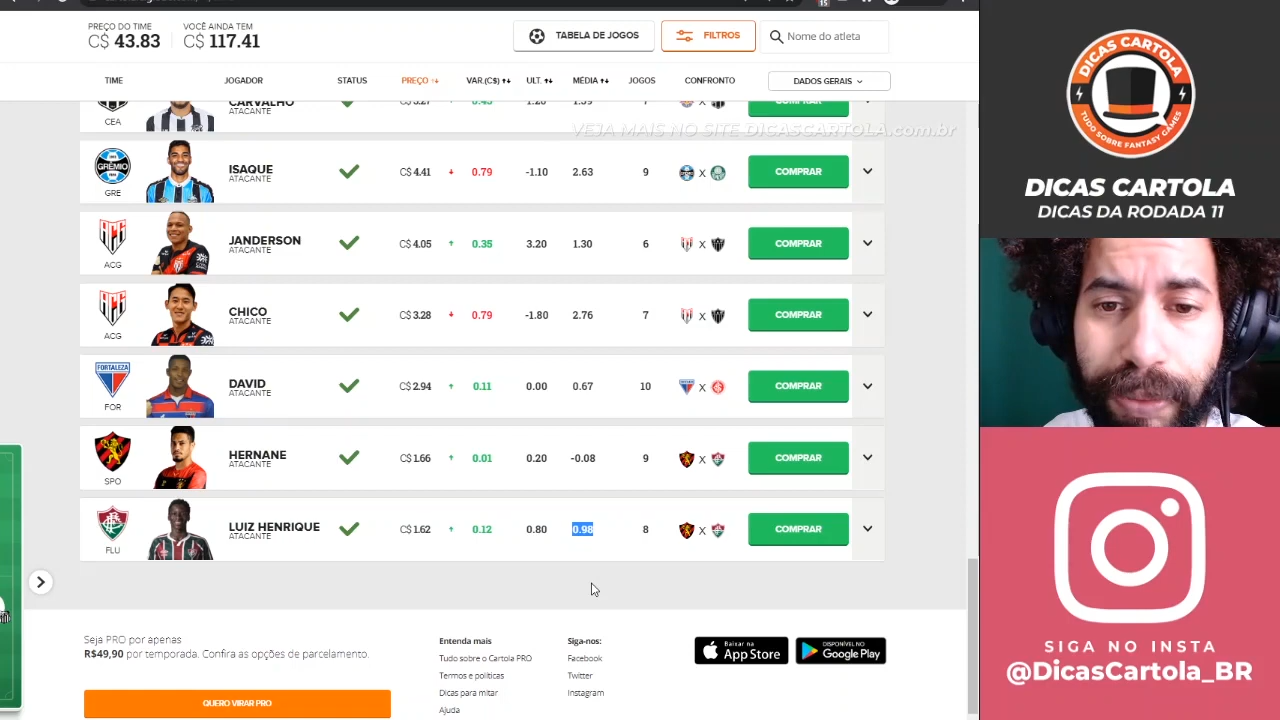 PREÇO DO TIME
C$ 43.83
VOCÊ AINDA TEM
C$ 117.41
TABELA DE JOGOS
FILTROS
Nome do atleta
TIME JOGADOR STATUS PREÇO VAR.(C$) ULT. MÉDIA JOGOS CONFRONTO DADOS GERAIS
CEA CARVALHO ATACANTE
VEJA MAIS NO SITE DICASCARTOLA.com.br
GRÊMIO
GRE ISAQUE ATACANTE C$ 4.41 0.79 -1.10 2.63 9 X COMPRAR
ACG JANDERSON ATACANTE C$ 4.05 0.35 3.20 1.30 6 X COMPRAR
ACG CHICO ATACANTE C$ 3.28 0.79 -1.80 2.76 7 X COMPRAR
FORTALEZA
FOR DAVID ATACANTE C$ 2.94 0.11 0.00 0.67 10 X COMPRAR
SPO HERNANE ATACANTE C$ 1.66 0.01 0.20 -0.08 9 X COMPRAR
FLU LUIZ HENRIQUE ATACANTE C$ 1.62 0.12 0.80 0.98 8 X COMPRAR
Seja PRO por apenas
R$49,90 por temporada. Confira as opções de parcelamento.
QUERO VIRAR PRO
Entenda mais
Tudo sobre o Cartola PRO
Termos e políticas
Dicas para mitar
Ajuda
Siga-nos:
Facebook
Twitter
Instagram
Baixar na
App Store
DISPONÍVEL NO
Google Play
DICAS CARTOLA
TUDO SOBRE FANTASY GAMES
DICAS CARTOLA
DICAS DA RODADA 11
SIGA NO INSTA
@DicasCartola_BR